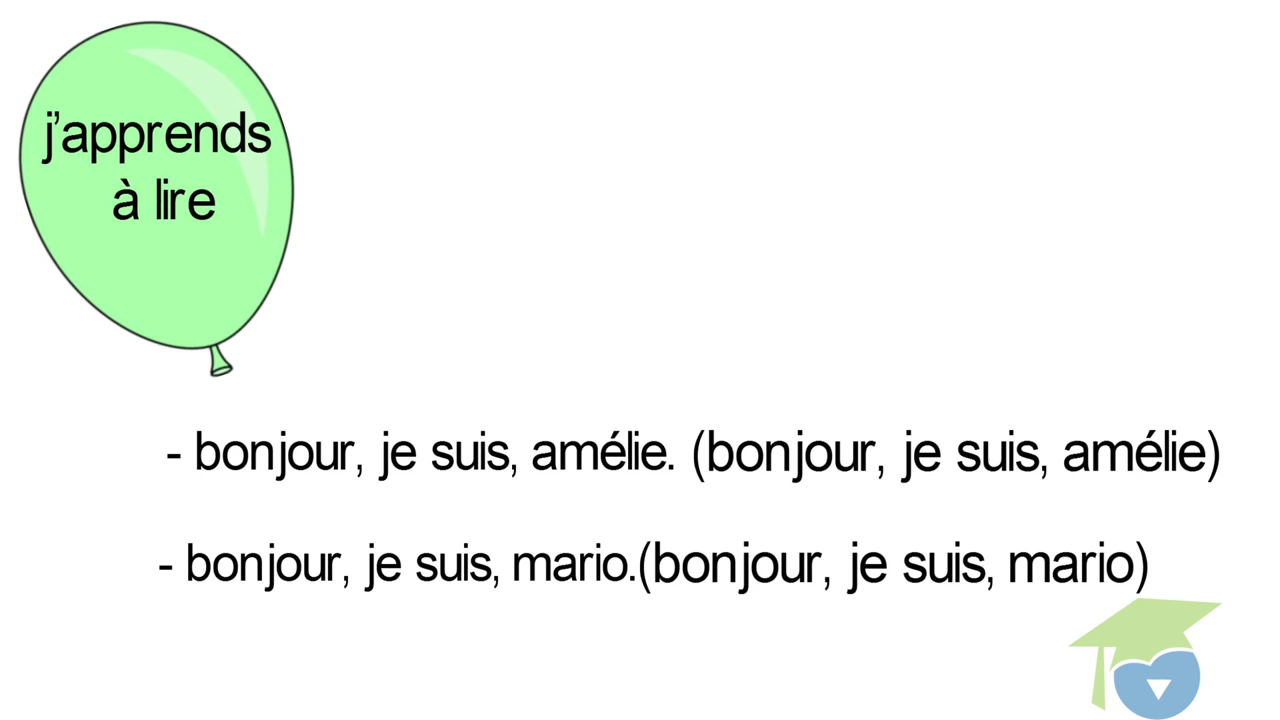 j'apprends
à lire
- bonjour, je suis, amélie. (bonjour, je suis, amélie)
- bonjour, je suis, mario.(bonjour, je suis, mario)